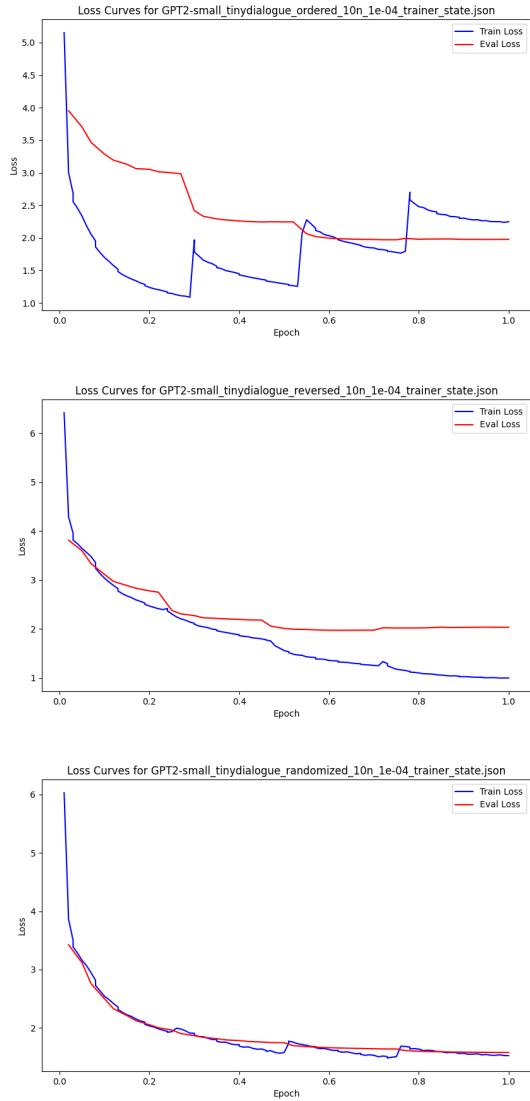 Loss Curves for GPT2-small_tinydialogue_ordered_10n_1e-04_trainer_state.json
Train Loss
Eval Loss
5.0
4.5
4.0
3.5
3.0
2.5
2.0
1.5
1.0
Loss
0.0 0.2 0.4 0.6 0.8 1.0
Epoch
Loss Curves for GPT2-small_tinydialogue_reversed_10n_1e-04_trainer_state.json
Train Loss
Eval Loss
6
5
4
3
2
1
Loss
0.0 0.2 0.4 0.6 0.8 1.0
Epoch
Loss Curves for GPT2-small_tinydialogue_randomized_10n_1e-04_trainer_state.json
Train Loss
Eval Loss
6
5
4
3
2
Loss
0.0 0.2 0.4 0.6 0.8 1.0
Epoch